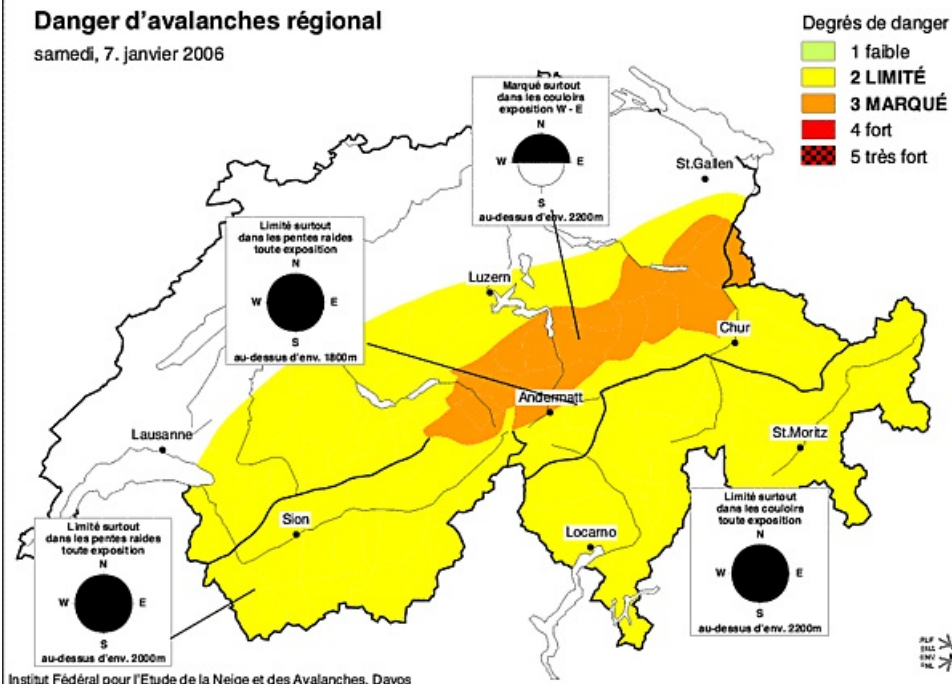 Danger d'avalanches régional
samedi, 7. janvier 2006
Degrés de danger
1 faible
2 LIMITÉ
3 MARQUÉ
4 fort
5 très fort
Marqué surtout
dans les couloirs
exposition W - E
N
W E
S
au-dessus d'env. 2200m
St.Gallen
Limité surtout
dans les pentes raides
toute exposition
N
W E
S
au-dessus d'env. 1800m
Luzern
Chur
Andermatt
Lausanne
St.Moritz
Sion
Locarno
Limité surtout
dans les pentes raides
toute exposition
N
W E
S
au-dessus d'env. 2000m
Limité surtout
dans les couloirs
toute exposition
N
W E
S
au-dessus d'env. 2200m
Institut Fédéral pour l'Etude de la Neige et des Avalanches, Davos